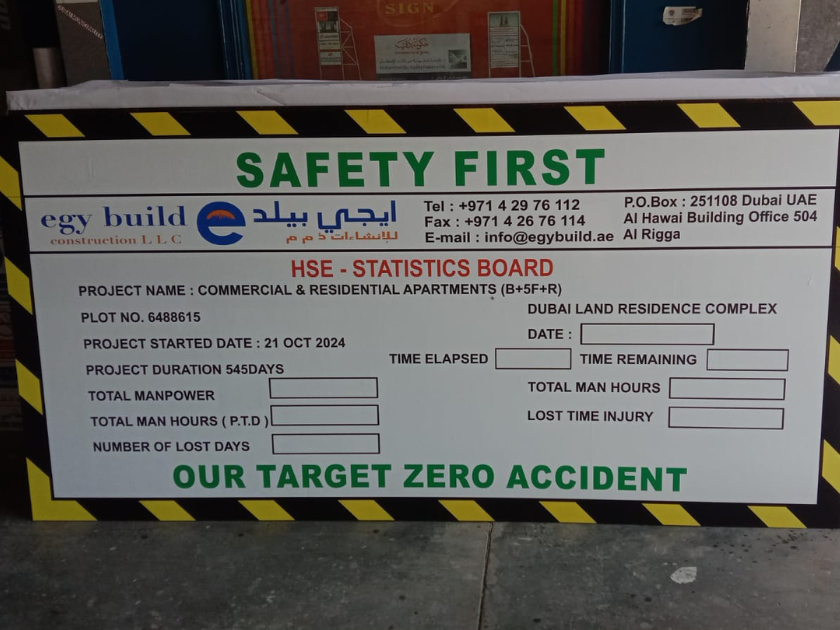 SIGN
SAFETY FIRST
egy build
construction L L C
e
ايجي بيلد
للإنشاءات ذ م م
Tel : +971 4 29 76 112
Fax : +971 4 26 76 114
E-mail : info@egybuild.ae
P.O.Box : 251108 Dubai UAE
Al Hawai Building Office 504
Al Rigga
HSE - STATISTICS BOARD
PROJECT NAME : COMMERCIAL & RESIDENTIAL APARTMENTS (B+5F+R)
PLOT NO. 6488615
DUBAI LAND RESIDENCE COMPLEX
PROJECT STARTED DATE : 21 OCT 2024
DATE :
PROJECT DURATION 545DAYS
TIME ELAPSED
TIME REMAINING
TOTAL MANPOWER
TOTAL MAN HOURS
TOTAL MAN HOURS ( P.T.D )
LOST TIME INJURY
NUMBER OF LOST DAYS
OUR TARGET ZERO ACCIDENT